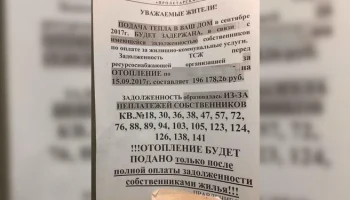 УВАЖАЕМЫЕ ЖИТЕЛИ!
ПОДАЧА ТЕПЛА В ВАШ ДОМ в сентябре
2017г. БУДЕТ ЗАДЕРЖАНА, в связи с
имеющейся задолженностью собственников
по оплате за жилищно-коммунальные услуги.
Задолженность ТСЖ перед
ресурсоснабжающей организацией за
ОТОПЛЕНИЕ по на
15.09.2017г. составляет 196 178,26 руб.
ЗАДОЛЖЕННОСТЬ образовалась ИЗ-ЗА
НЕПЛАТЕЖЕЙ СОБСТВЕННИКОВ
КВ.№18, 30, 36, 38, 47, 57, 72,
76, 88, 89, 94, 103, 105, 123, 124,
126, 138, 141
!!!ОТОПЛЕНИЕ БУДЕТ
ПОДАНО только после
полной оплаты задолженности
собственниками жилья!!!